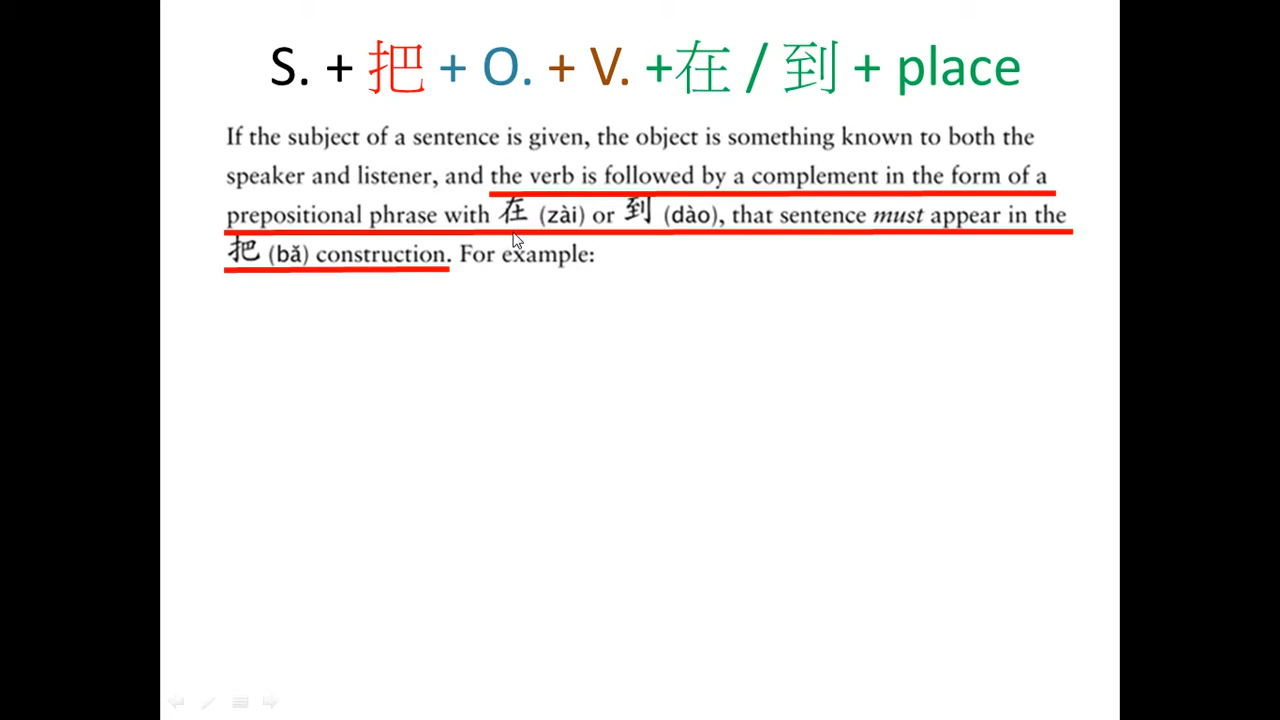 S. + 把 + O. + V. +在 / 到 + place
If the subject of a sentence is given, the object is something known to both the
speaker and listener, and the verb is followed by a complement in the form of a
prepositional phrase with 在 (zài) or 到 (dào), that sentence must appear in the
把 (bǎ) construction. For example: